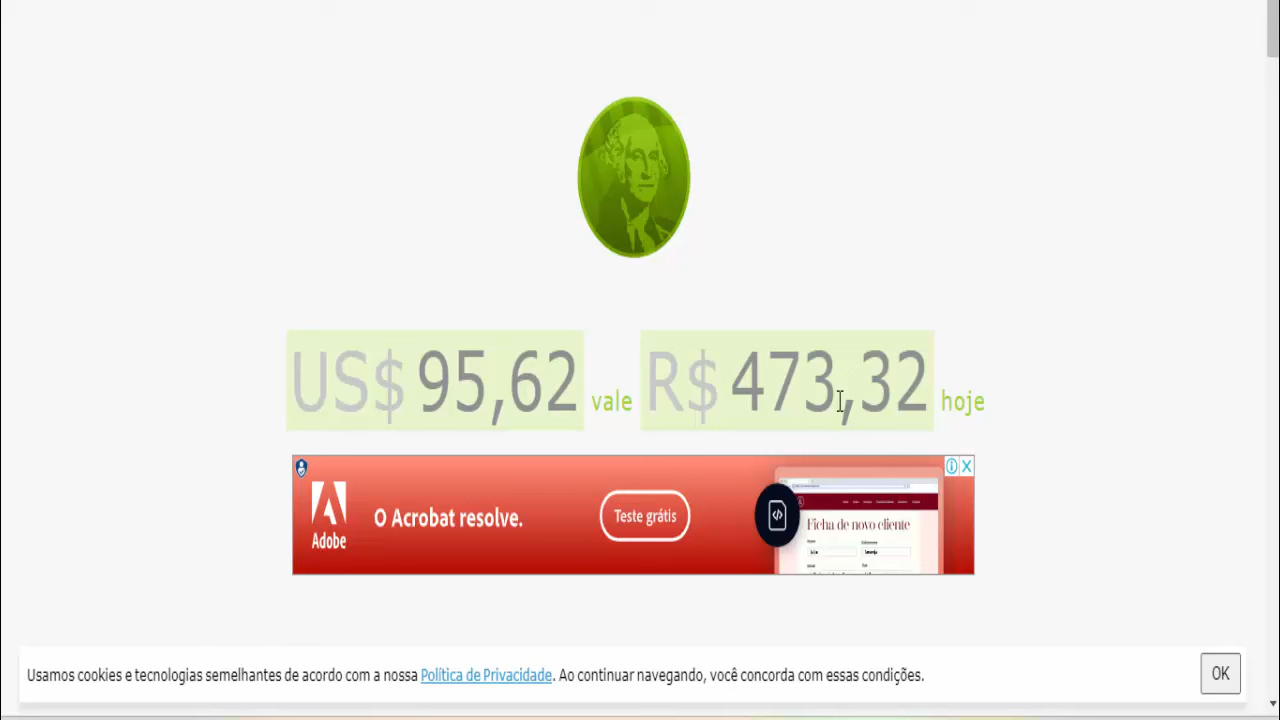 US$ 95,62 vale R$ 473,32 hoje
Adobe
O Acrobat resolve.
Teste grátis
Ficha de novo cliente
Usamos cookies e tecnologias semelhantes de acordo com a nossa Política de Privacidade. Ao continuar navegando, você concorda com essas condições.
OK